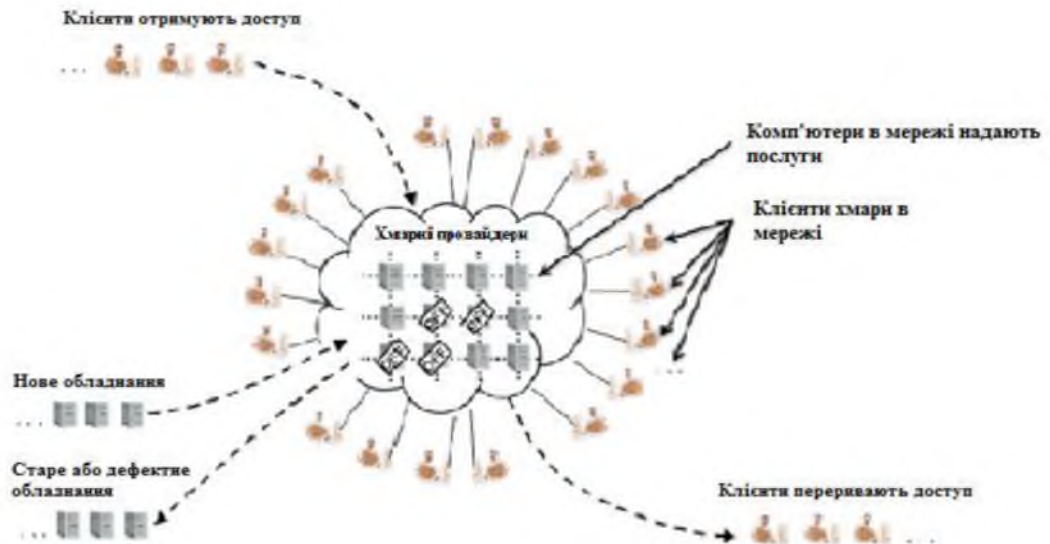 Клієнти отримують доступ
Комп'ютери в мережі надають
послуги
Клієнти хмари в
мережі
Хмарні провайдери
Нове обладнання
Старе або дефектне
обладнання
Клієнти переривають доступ